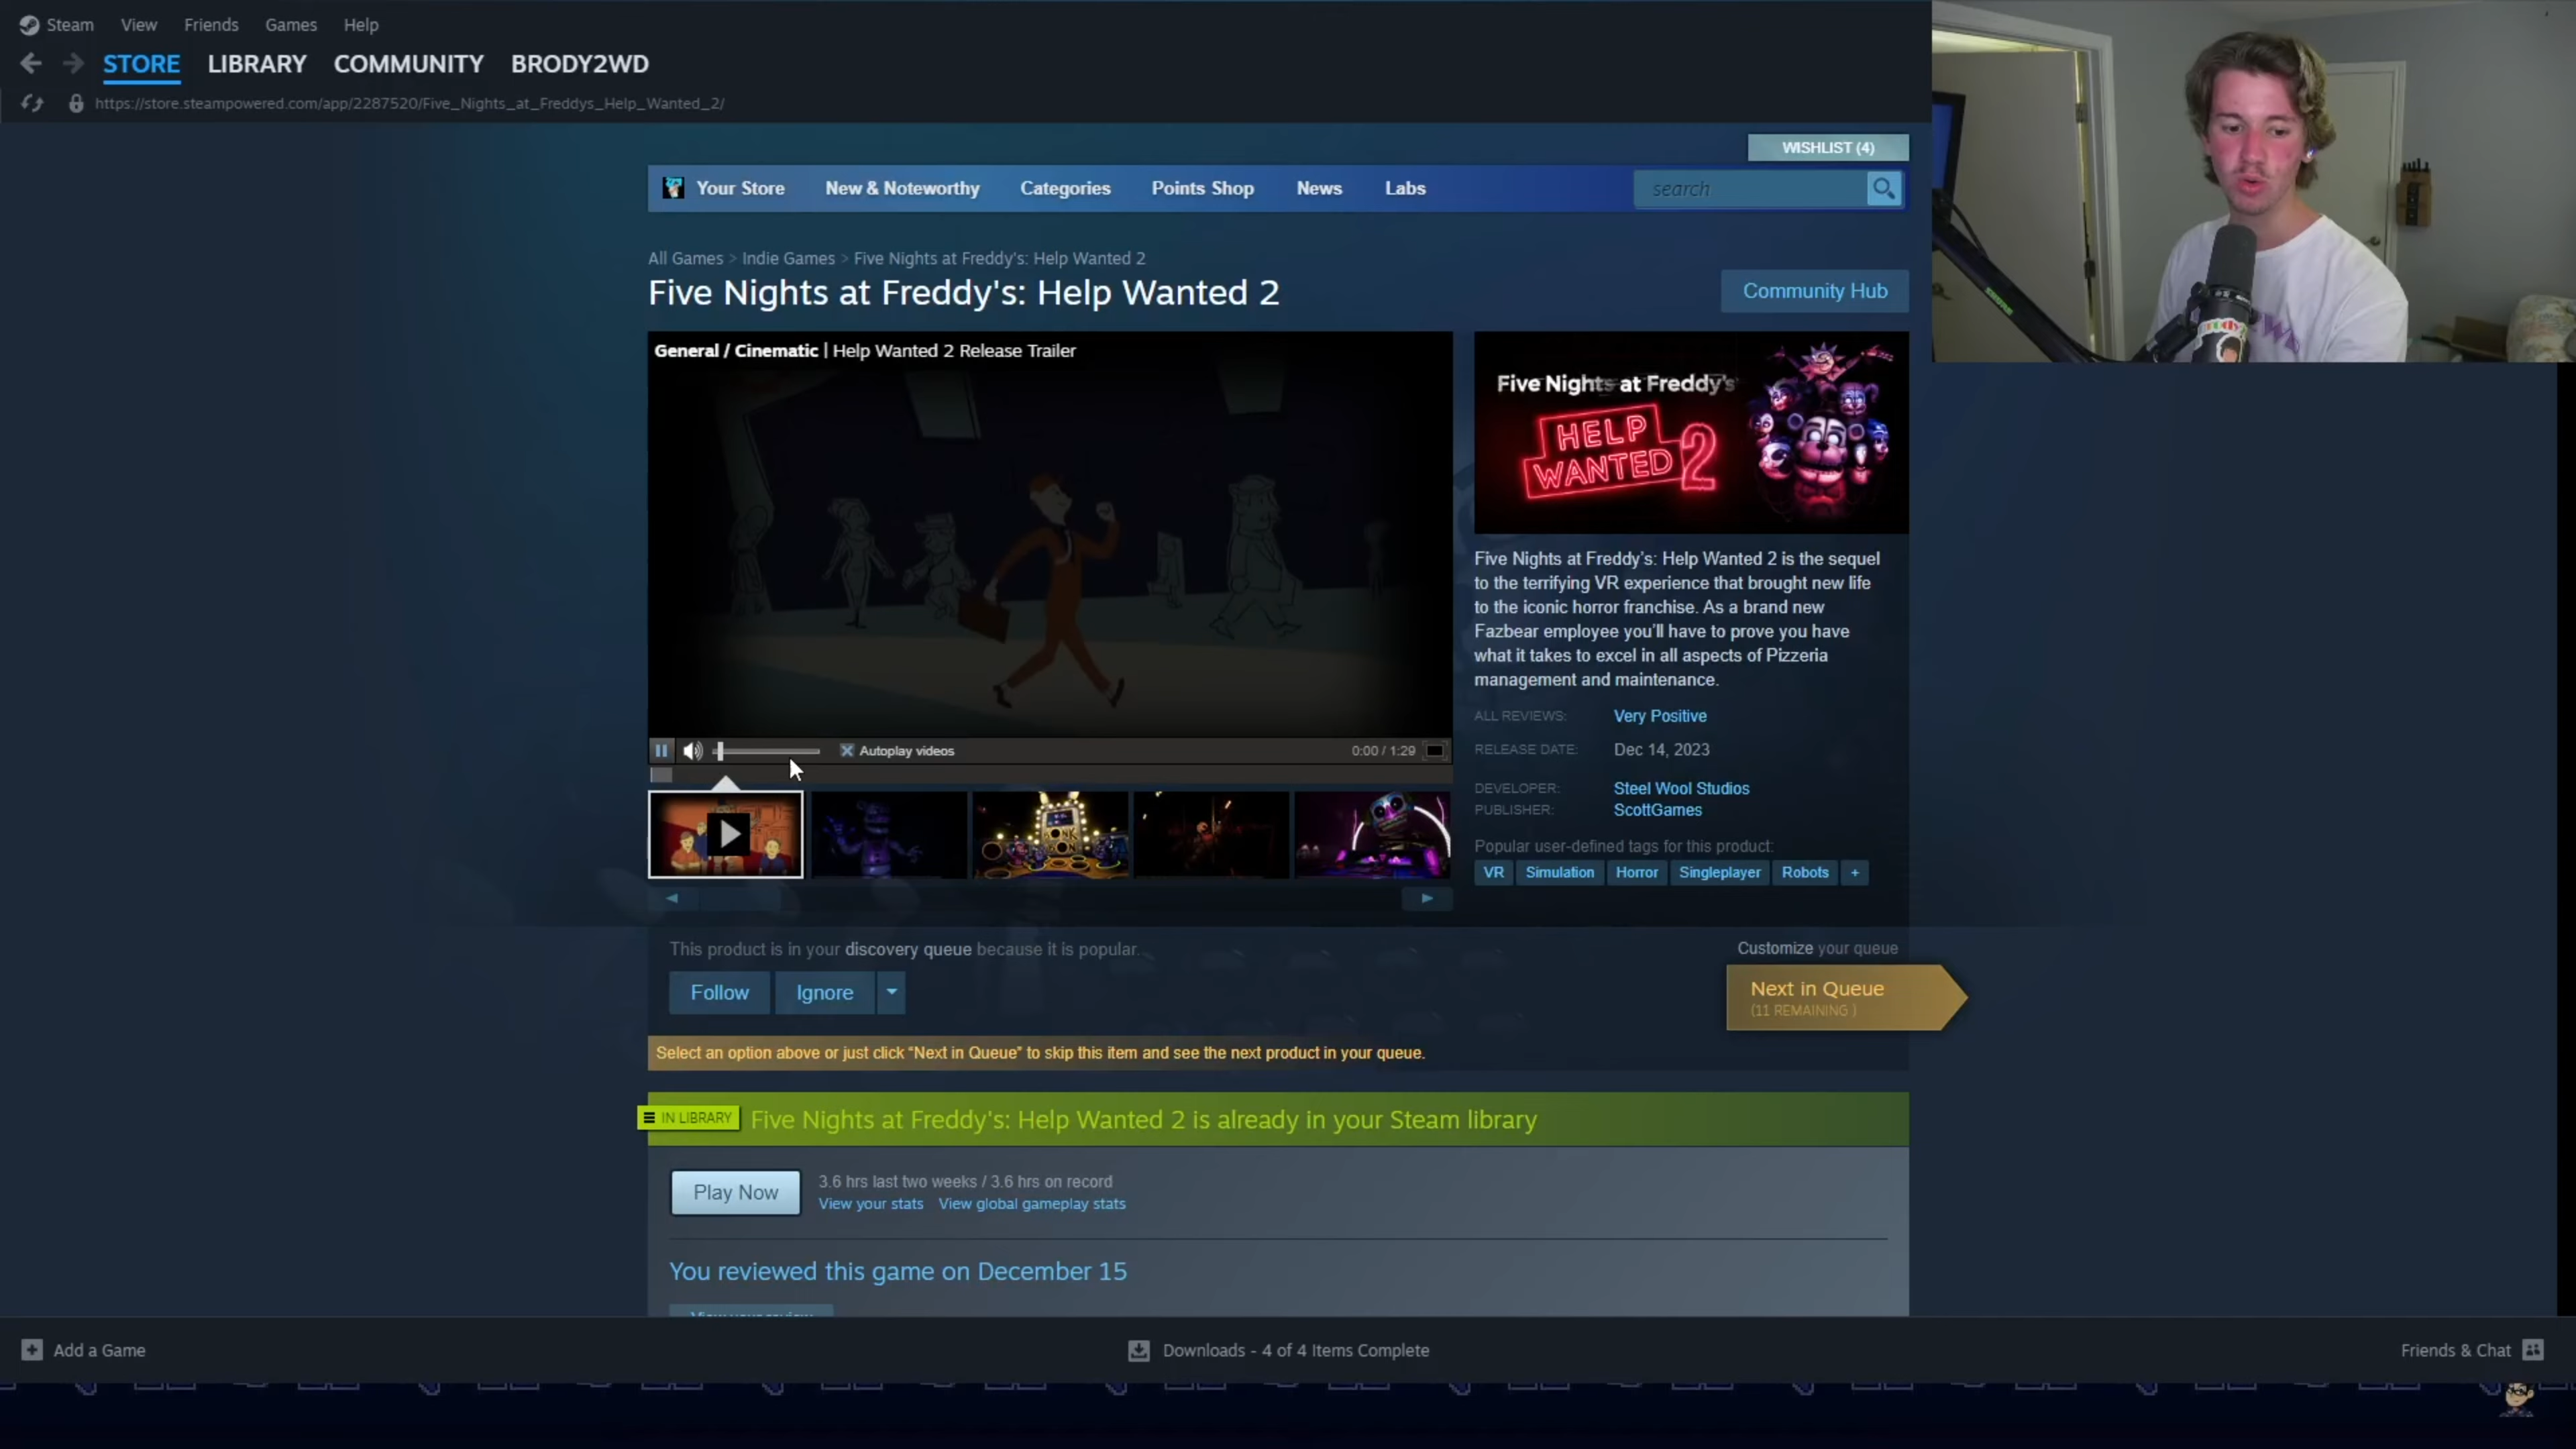 Steam View Friends Games Help
STORE LIBRARY COMMUNITY BRODY2WD
https://store.steampowered.com/app/2287520/Five_Nights_at_Freddys_Help_Wanted_2/
WISHLIST (4)
Your Store New & Noteworthy Categories Points Shop News Labs search
All Games > Indie Games > Five Nights at Freddy's: Help Wanted 2
Five Nights at Freddy's: Help Wanted 2
Community Hub
General / Cinematic | Help Wanted 2 Release Trailer
Five Nights at Freddy's
HELP
WANTED 2
Five Nights at Freddy's: Help Wanted 2 is the sequel
to the terrifying VR experience that brought new life
to the iconic horror franchise. As a brand new
Fazbear employee you'll have to prove you have
what it takes to excel in all aspects of Pizzeria
management and maintenance.
ALL REVIEWS: Very Positive
RELEASE DATE: Dec 14, 2023
DEVELOPER: Steel Wool Studios
PUBLISHER: ScottGames
Popular user-defined tags for this product:
VR Simulation Horror Singleplayer Robots +
Autoplay videos 0:00 / 1:29
This product is in your discovery queue because it is popular.
Customize your queue
Follow Ignore
Next in Queue
(11 REMAINING )
Select an option above or just click "Next in Queue" to skip this item and see the next product in your queue.
IN LIBRARY Five Nights at Freddy's: Help Wanted 2 is already in your Steam library
Play Now
3.6 hrs last two weeks / 3.6 hrs on record
View your stats View global gameplay stats
You reviewed this game on December 15
Add a Game
Downloads - 4 of 4 Items Complete
Friends & Chat